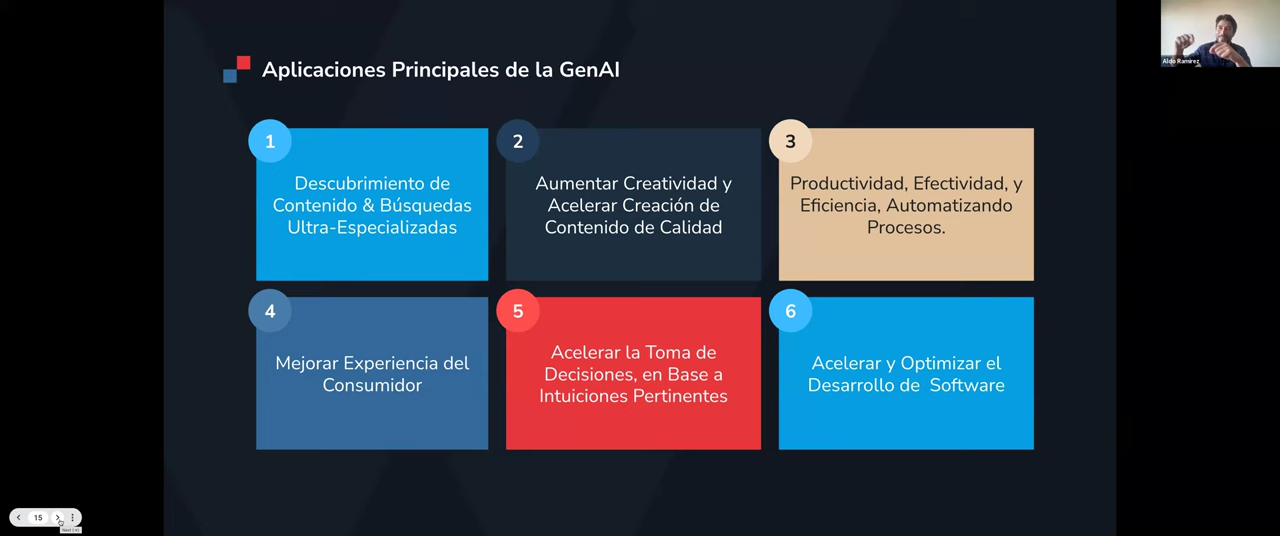 Aplicaciones Principales de la GenAI
1
Descubrimiento de
Contenido & Búsquedas
Ultra-Especializadas
2
Aumentar Creatividad y
Acelerar Creación de
Contenido de Calidad
3
Productividad, Efectividad, y
Eficiencia, Automatizando
Procesos.
4
Mejorar Experiencia del
Consumidor
5
Acelerar la Toma de
Decisiones, en Base a
Intuiciones Pertinentes
6
Acelerar y Optimizar el
Desarrollo de  Software
Aldo Ramirez
15